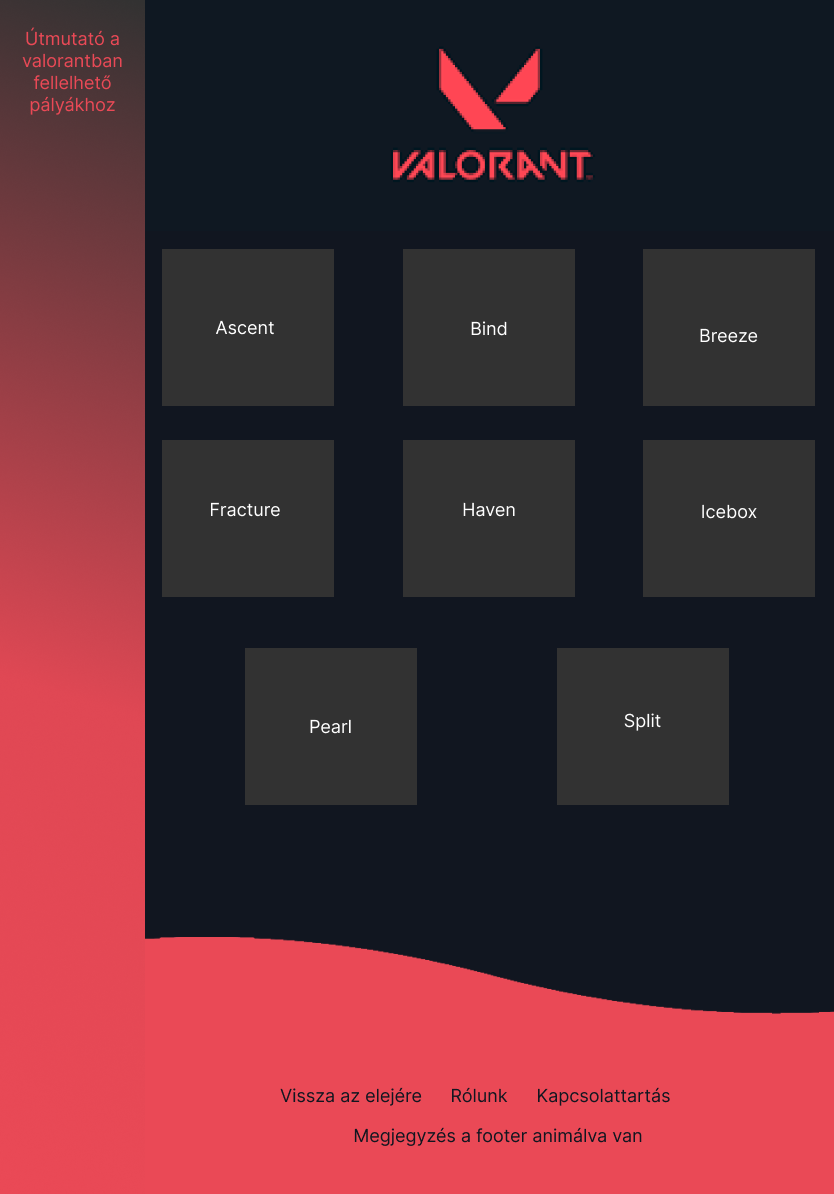 Útmutató a
valorantban
fellelhető
pályákhoz
VALORANT
Ascent
Bind
Breeze
Fracture
Haven
Icebox
Pearl
Split
Vissza az elejére Rólunk Kapcsolattartás
Megjegyzés a footer animálva van